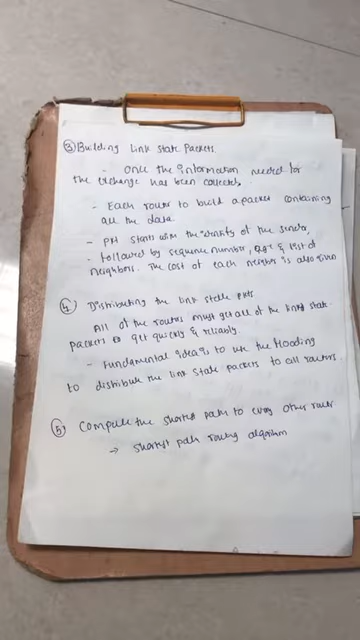 ③ Building Link State Packets.
- Once the information needed for
the exchange has been collected,
- Each router to build a packet containing
all the data.
- Pkt starts with the identity of the sender,
- followed by sequence number, age & list of
neighbors. The cost of each neighbor is also given
④ Distributing the link state pkts
All of the routers must get all of the link state
packets to get quickly & reliably.
- Fundamental idea is to use the flooding
to distribute the link state packets to all routers.
⑤ Compute the shortest path to every other router
→ shortest path routing algorithm